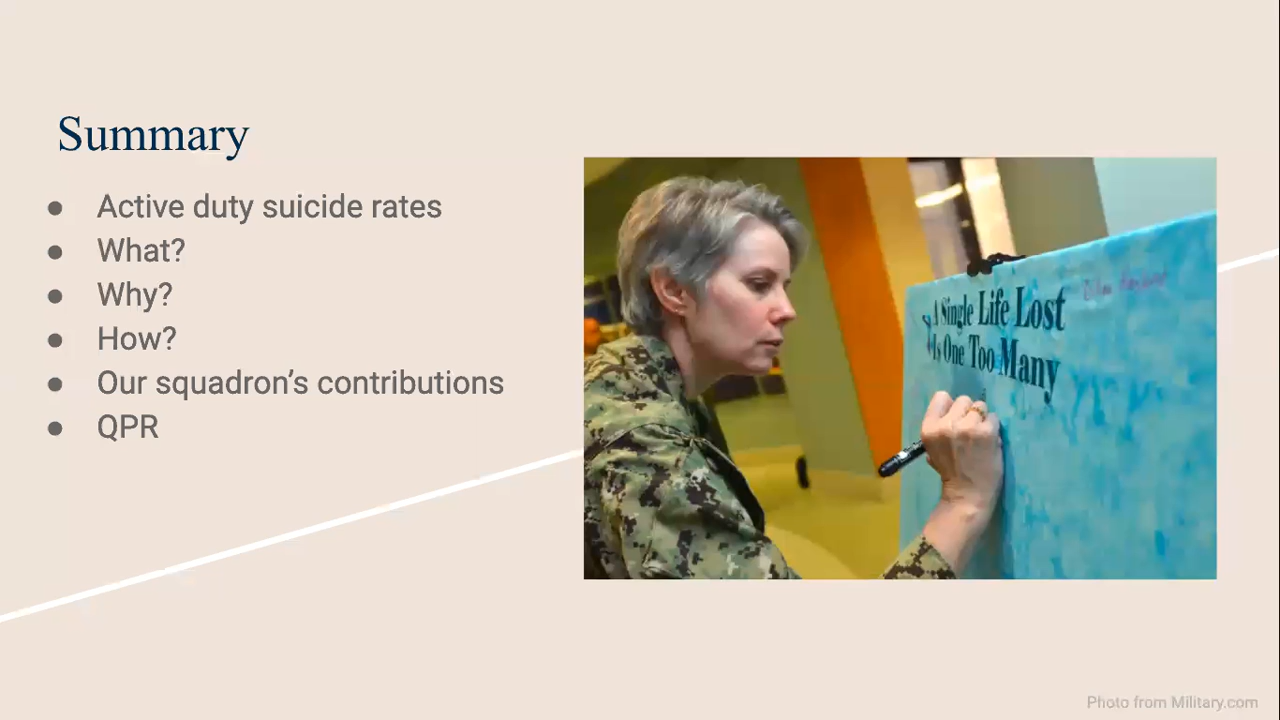 Summary
● Active duty suicide rates
● What?
● Why?
● How?
● Our squadron’s contributions
● QPR
A Single Life Lost
Is One Too Many
Photo from Military.com